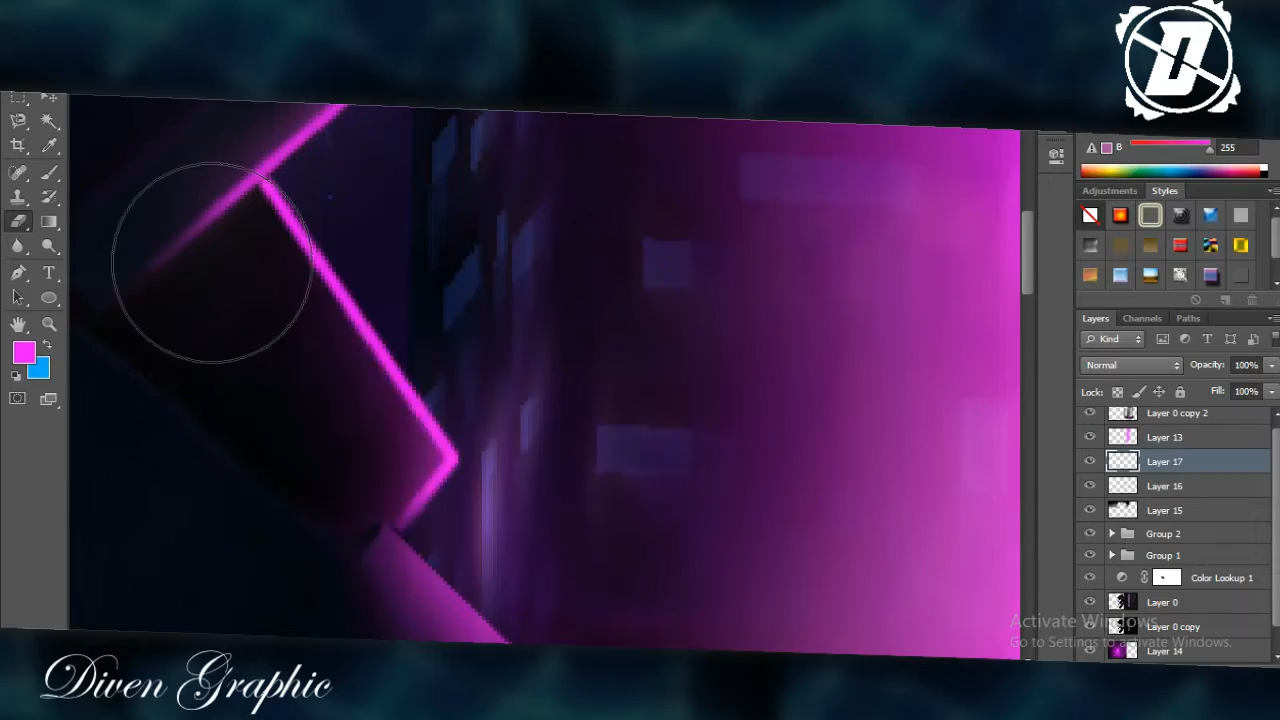 D
B 255
Adjustments Styles
Layers Channels Paths
Kind
Normal Opacity: 100%
Lock: Fill: 100%
Layer 0 copy 2
Layer 13
Layer 17
Layer 16
Layer 15
Group 2
Group 1
Color Lookup 1
Layer 0
Layer 0 copy
Layer 14
Activate Windows
Go to Settings to activate Windows.
Diven Graphic